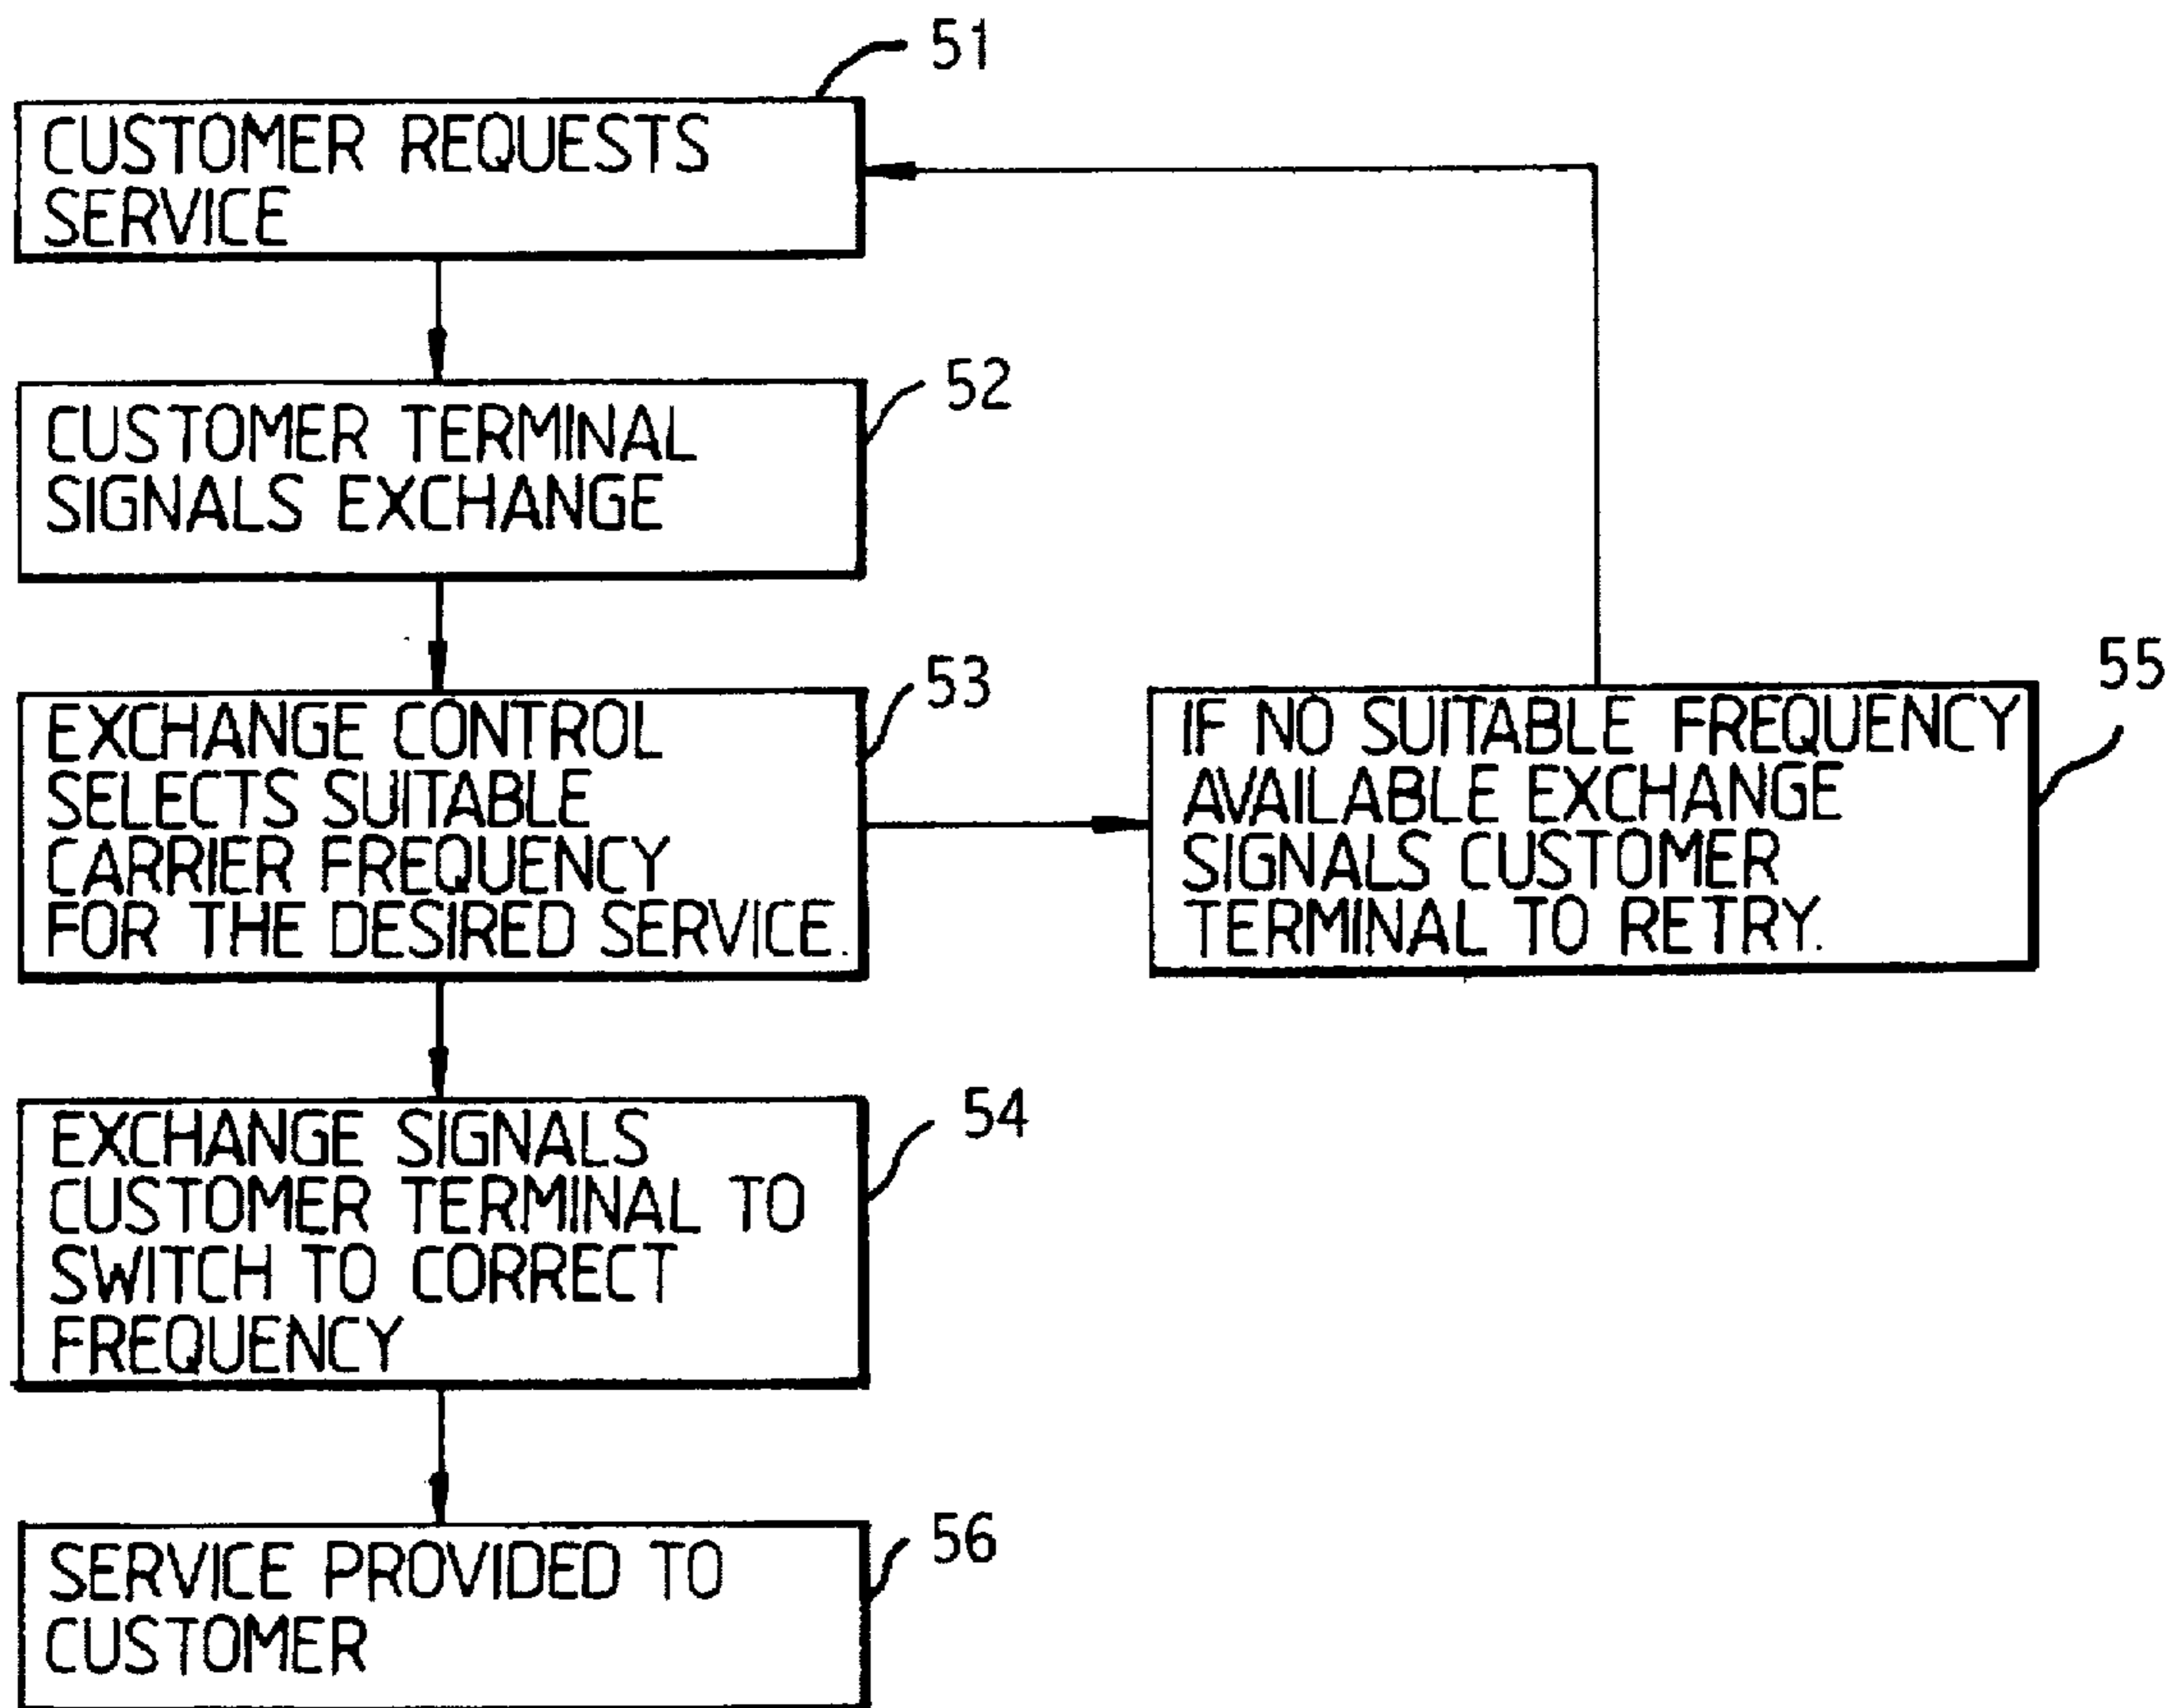 51
CUSTOMER REQUESTS
SERVICE
52
CUSTOMER TERMINAL
SIGNALS EXCHANGE
53
EXCHANGE CONTROL
SELECTS SUITABLE
CARRIER FREQUENCY
FOR THE DESIRED SERVICE.
55
IF NO SUITABLE FREQUENCY
AVAILABLE EXCHANGE
SIGNALS CUSTOMER
TERMINAL TO RETRY.
54
EXCHANGE SIGNALS
CUSTOMER TERMINAL TO
SWITCH TO CORRECT
FREQUENCY
56
SERVICE PROVIDED TO
CUSTOMER